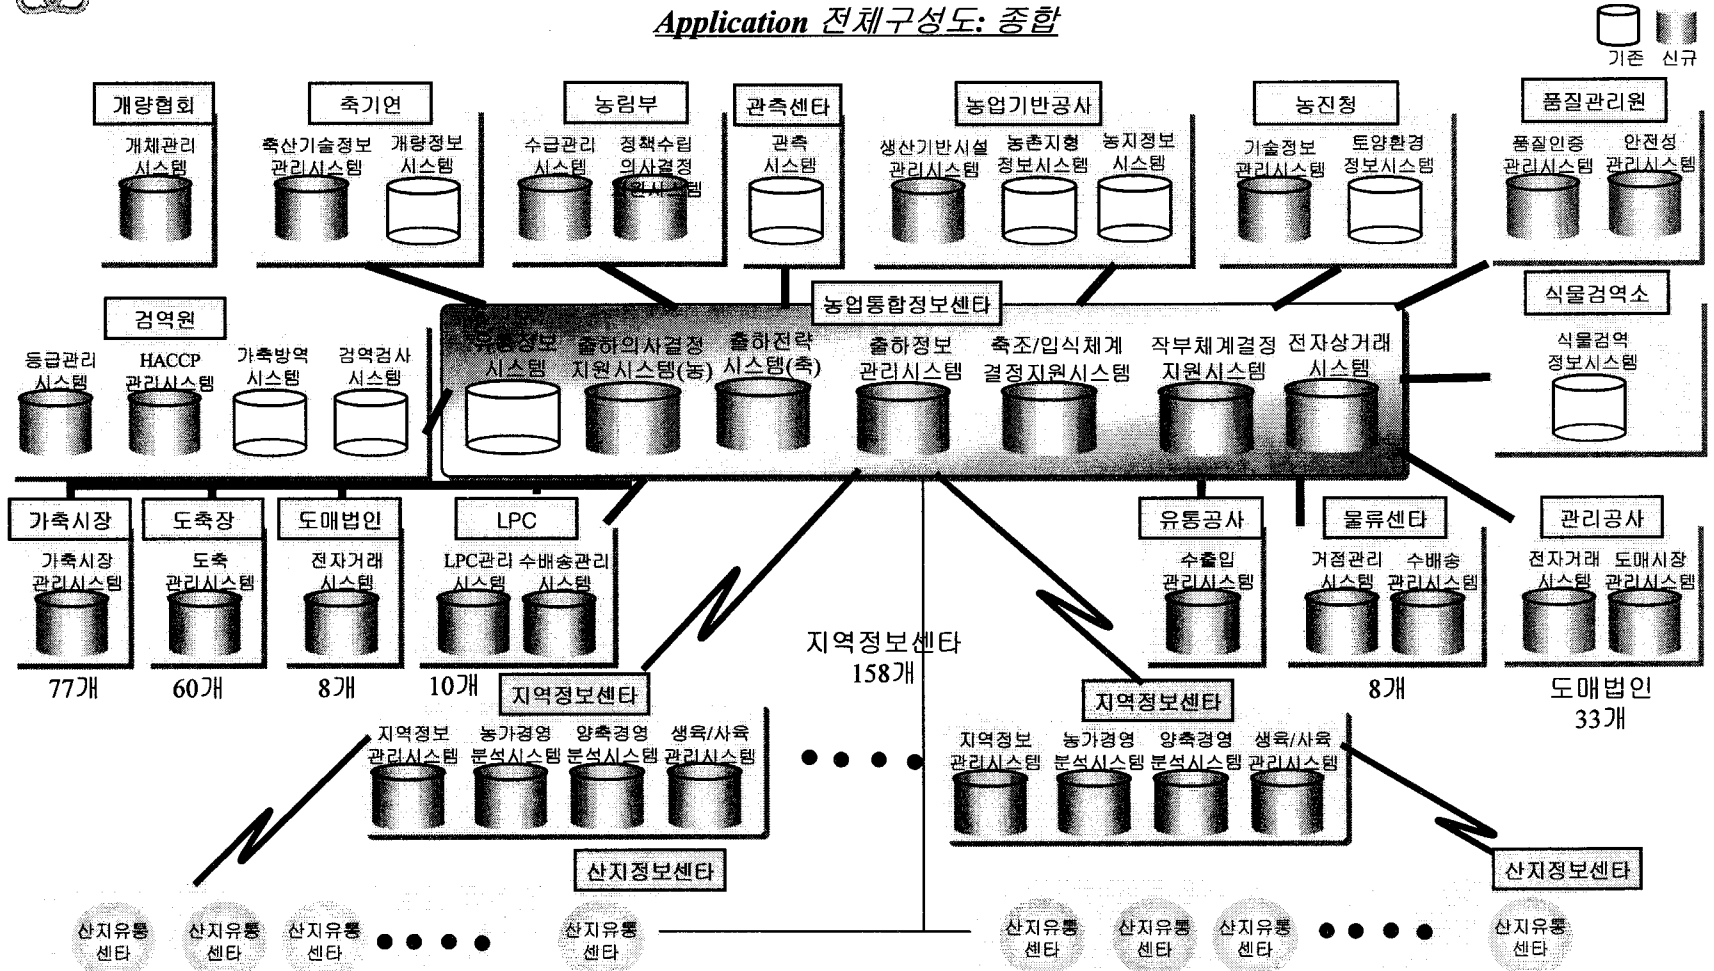 Application 전체구성도: 종합
기존 신규
개량협회
개체관리
시스템
축기연
축산기술정보
관리시스템
개량정보
시스템
농림부
수급관리
시스템
정책수립
의사결정
지원시스템
관측센타
관측
시스템
농업기반공사
생산기반시설
관리시스템
농촌지형
정보시스템
농지정보
시스템
농진청
기술정보
관리시스템
토양환경
정보시스템
품질관리원
품질인증
관리시스템
안전성
관리시스템
검역원
등급관리
시스템
HACCP
관리시스템
가축방역
시스템
검역검사
시스템
농업통합정보센타
유통정보
시스템
출하의사결정
지원시스템(농)
출하전략
시스템(축)
출하정보
관리시스템
축조/입식체계
결정지원시스템
작부체계결정
지원시스템
전자상거래
시스템
식물검역소
식물검역
정보시스템
가축시장
가축시장
관리시스템
77개
도축장
도축
관리시스템
60개
도매법인
전자거래
시스템
8개
LPC
LPC관리
시스템
수배송관리
시스템
10개
지역정보센타
158개
유통공사
수출입
관리시스템
물류센타
거점관리
시스템
수배송
관리시스템
8개
관리공사
전자거래
시스템
도매시장
관리시스템
도매법인
33개
지역정보센타
지역정보
관리시스템
농가경영
분석시스템
양축경영
분석시스템
생육/사육
관리시스템
지역정보센타
지역정보
관리시스템
농가경영
분석시스템
양축경영
분석시스템
생육/사육
관리시스템
산지정보센타
산지정보센타
산지유통
센타
산지유통
센타
산지유통
센타
산지유통
센타
산지유통
센타
산지유통
센타
산지유통
센타
산지유통
센타